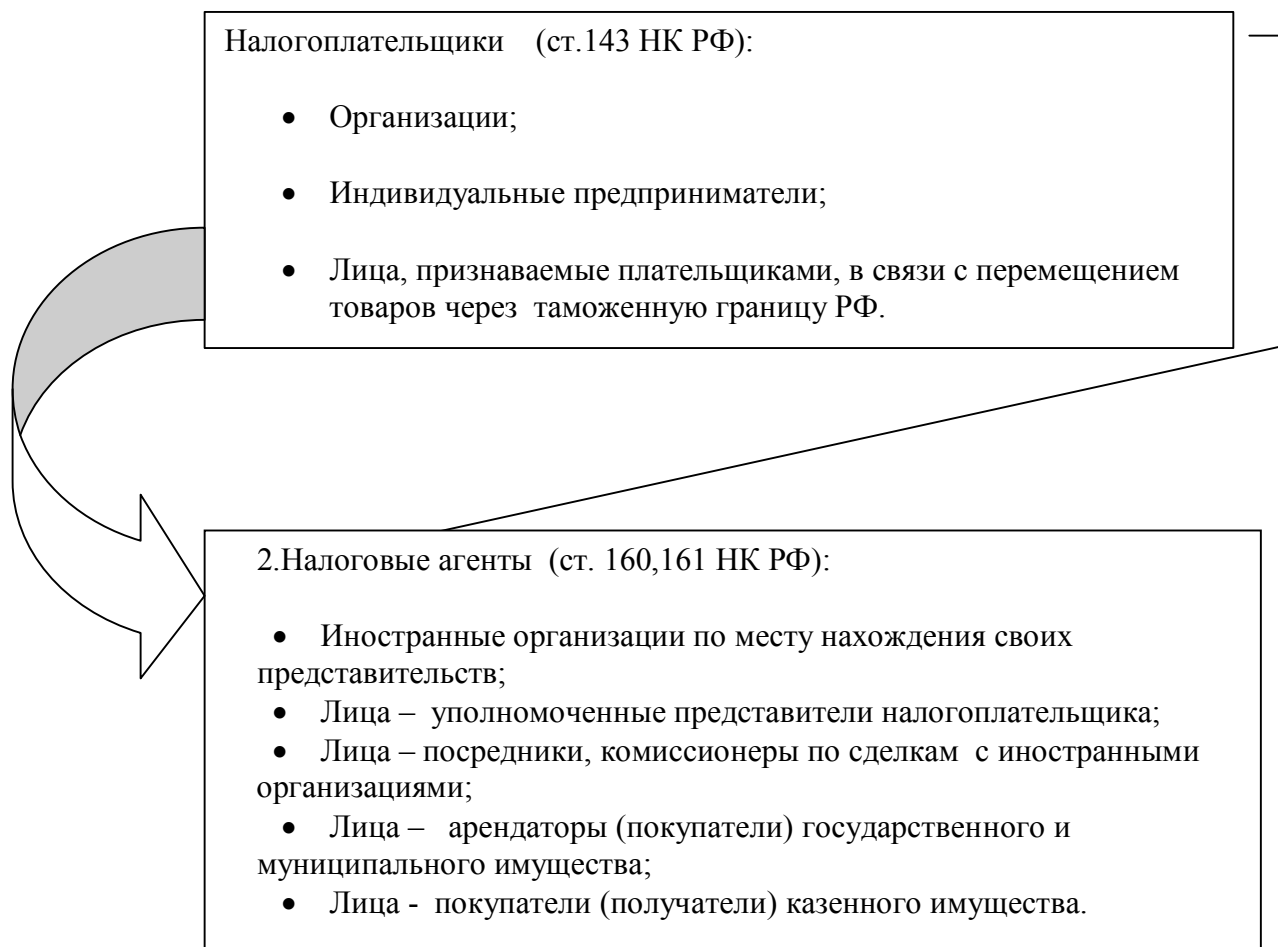 Налогоплательщики (ст.143 НК РФ):
• Организации;
• Индивидуальные предприниматели;
• Лица, признаваемые плательщиками, в связи с перемещением
товаров через таможенную границу РФ.
2.Налоговые агенты (ст. 160,161 НК РФ):
• Иностранные организации по месту нахождения своих
представительств;
• Лица – уполномоченные представители налогоплательщика;
• Лица – посредники, комиссионеры по сделкам с иностранными
организациями;
• Лица – арендаторы (покупатели) государственного и
муниципального имущества;
• Лица - покупатели (получатели) казенного имущества.